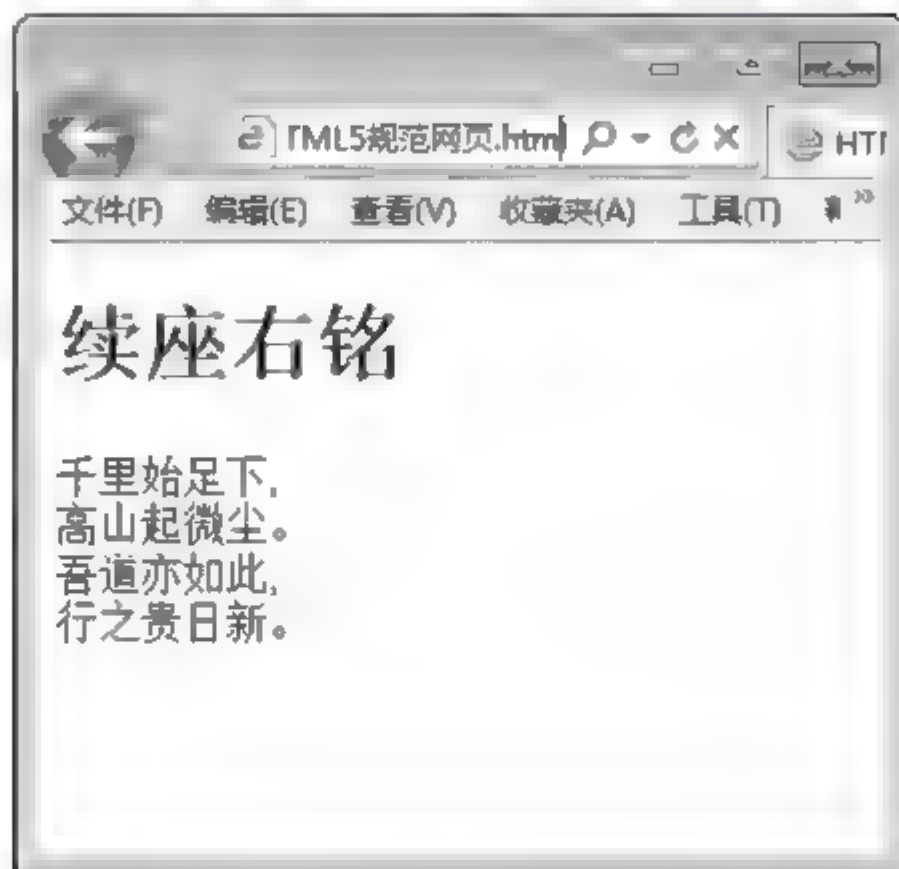 TML5规范网页.html HTM
文件(F) 编辑(E) 查看(V) 收藏夹(A) 工具(T) »
续座右铭
千里始足下,
高山起微尘。
吾道亦如此,
行之贵日新。